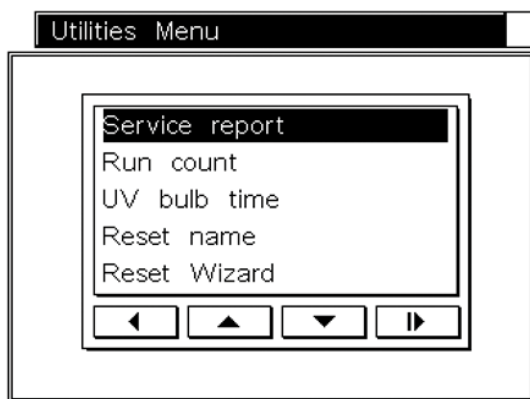 Utilities Menu
Service report
Run count
UV bulb time
Reset name
Reset Wizard